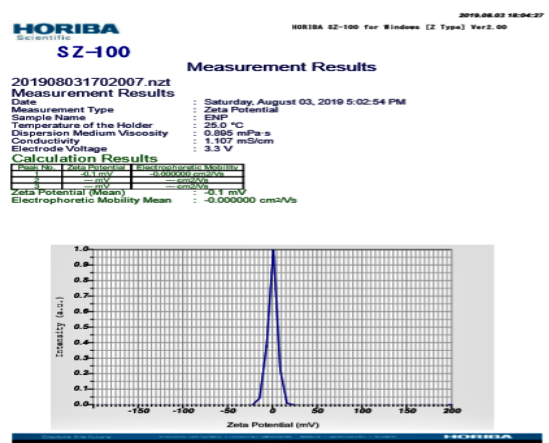 2019.08.03 18:04:27
HORIBA
Scientific
HORIBA SZ-100 for Windows [Z Type] Ver2.00
SZ-100
Measurement Results
201908031702007.nzt
Measurement Results
Date : Saturday, August 03, 2019 5:02:54 PM
Measurement Type : Zeta Potential
Sample Name : ENP
Temperature of the Holder : 25.0 °C
Dispersion Medium Viscosity : 0.895 mPa·s
Conductivity : 1.107 mS/cm
Electrode Voltage : 3.3 V
Calculation Results
Peak No. Zeta Potential Electrophoretic Mobility
1 -0.1 mV -0.000000 cm2/Vs
2 --- mV --- cm2/Vs
3 --- mV --- cm2/Vs
Zeta Potential (Mean) : -0.1 mV
Electrophoretic Mobility Mean : -0.000000 cm²/Vs
1.0
0.9
0.8
0.7
0.6
0.5
0.4
0.3
0.2
0.1
0.0
Intensity (a.u.)
-150 -100 -50 0 50 100 150 200
Zeta Potential (mV)
HORIBA